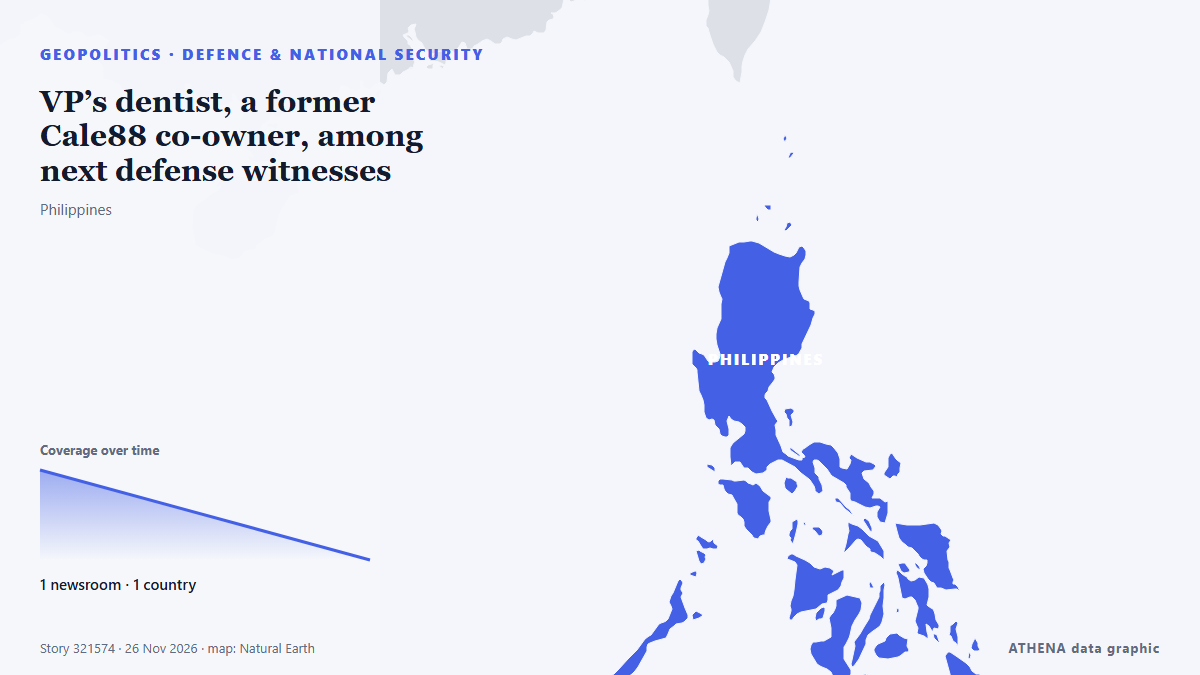 GEOPOLITICS · DEFENCE & NATIONAL SECURITY
VP’s dentist, a former
Cale88 co-owner, among
next defense witnesses
Philippines
PHILIPPINES
Coverage over time
1 newsroom · 1 country
Story 321574 · 26 Nov 2026 · map: Natural Earth
ATHENA data graphic